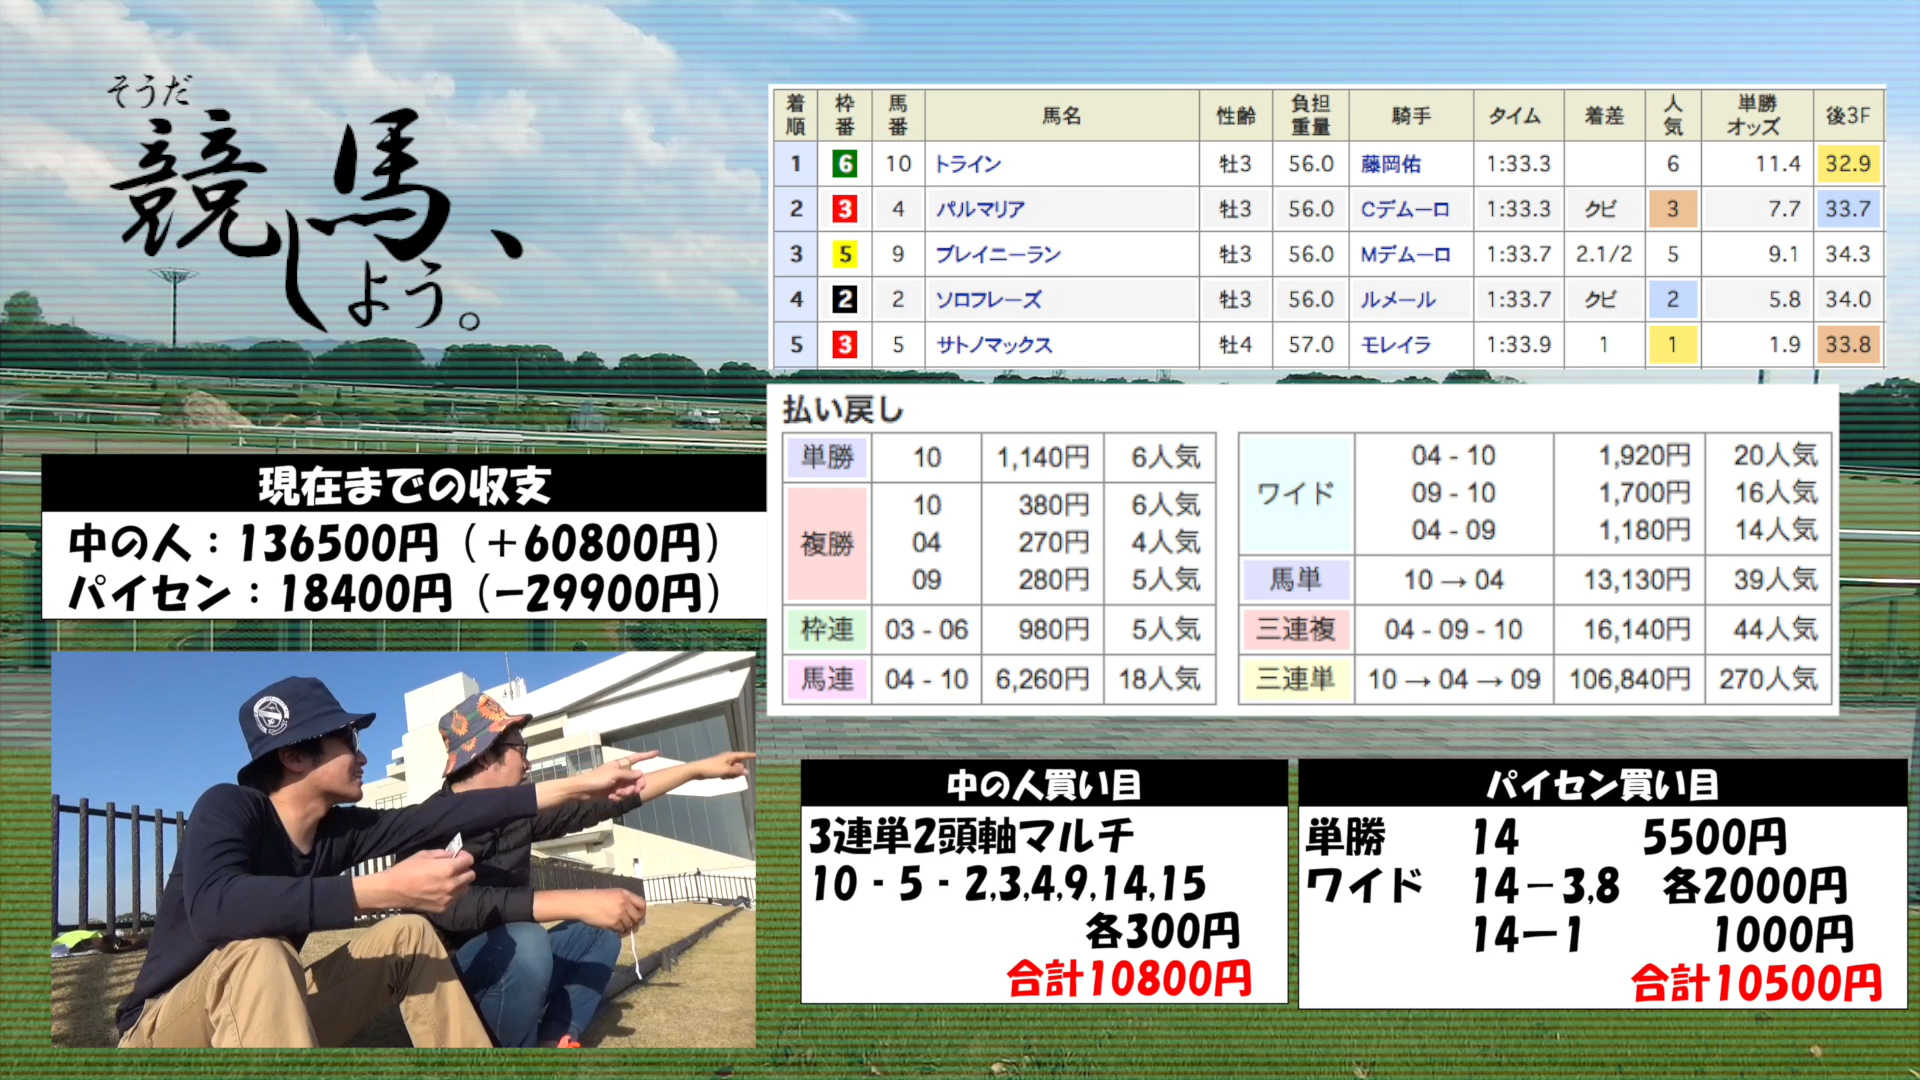 そうだ
競馬、
しよう。
着順 枠番 馬番 馬名 性齢 負担重量 騎手 タイム 着差 人気 単勝オッズ 後3F
1 6 10 トライン 牡3 56.0 藤岡佑 1:33.3 6 11.4 32.9
2 3 4 パルマリア 牡3 56.0 Cデムーロ 1:33.3 クビ 3 7.7 33.7
3 5 9 ブレイニーラン 牡3 56.0 Mデムーロ 1:33.7 2.1/2 5 9.1 34.3
4 2 2 ソロフレーズ 牡3 56.0 ルメール 1:33.7 クビ 2 5.8 34.0
5 3 5 サトノマックス 牡4 57.0 モレイラ 1:33.9 1 1 1.9 33.8
払い戻し
単勝 10 1,140円 6人気
複勝
10 380円 6人気
04 270円 4人気
09 280円 5人気
枠連 03 - 06 980円 5人気
馬連 04 - 10 6,260円 18人気
ワイド
04 - 10 1,920円 20人気
09 - 10 1,700円 16人気
04 - 09 1,180円 14人気
馬単 10 → 04 13,130円 39人気
三連複 04 - 09 - 10 16,140円 44人気
三連単 10 → 04 → 09 106,840円 270人気
現在までの収支
中の人：136500円（＋60800円）
パイセン：18400円（−29900円）
中の人買い目
3連単2頭軸マルチ
10 - 5 - 2,3,4,9,14,15
各300円
合計10800円
パイセン買い目
単勝 14 5500円
ワイド 14−3,8 各2000円
14−1 1000円
合計10500円